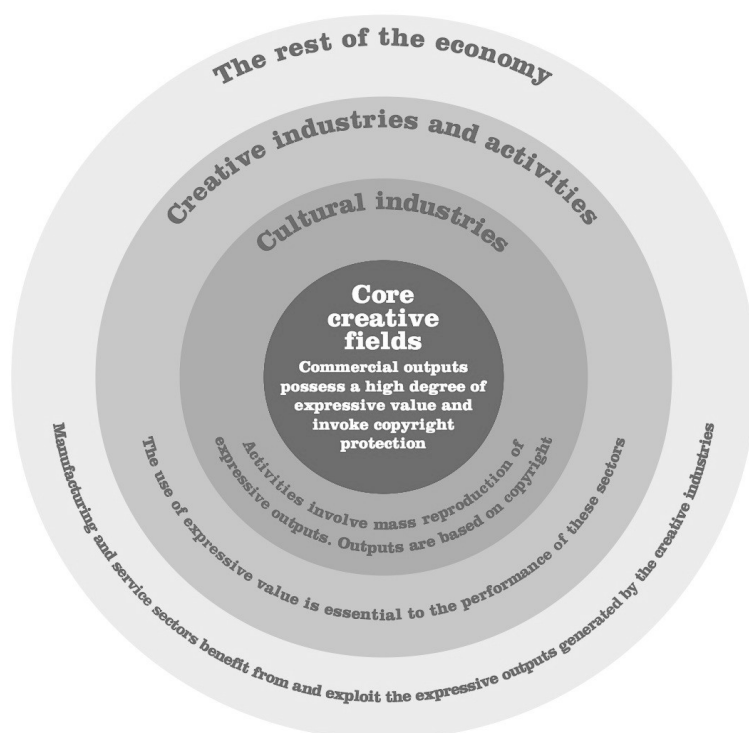 The rest of the economy
Creative industries and activities
Cultural industries
Core
creative
fields
Commercial outputs
possess a high degree of
expressive value and
invoke copyright
protection
Activities involve mass reproduction of
expressive outputs. Outputs are based on copyright
The use of expressive value is essential to the performance of these sectors
Manufacturing and service sectors benefit from and exploit the expressive outputs generated by the creative industries